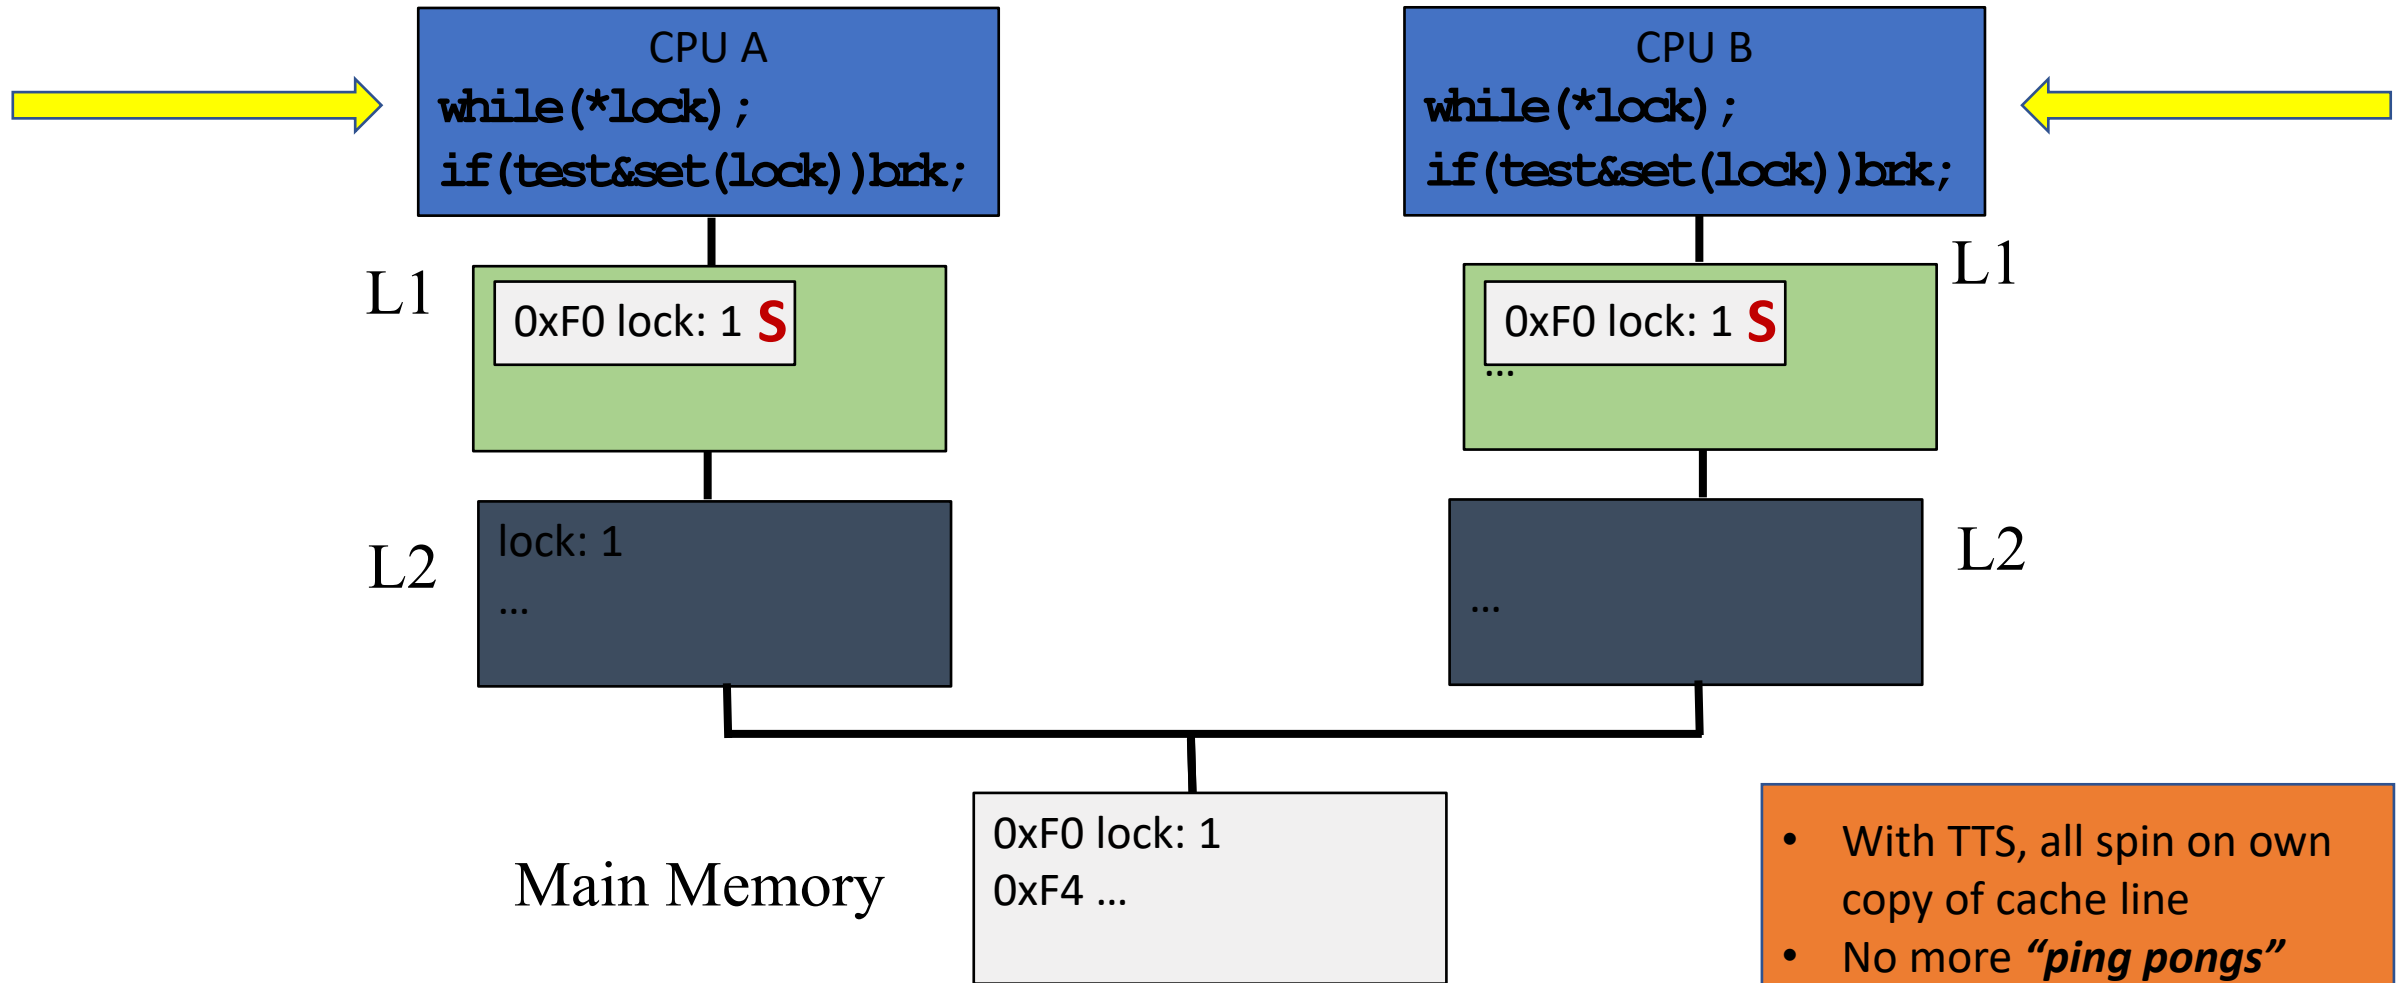 CPU A
while(*lock);
if(test&set(lock))brk;
CPU B
while(*lock);
if(test&set(lock))brk;
L1
0xF0 lock: 1 S
0xF0 lock: 1 S
...
L1
L2
lock: 1
...
...
L2
Main Memory
0xF0 lock: 1
0xF4 ...
• With TTS, all spin on own
copy of cache line
• No more “ping pongs”